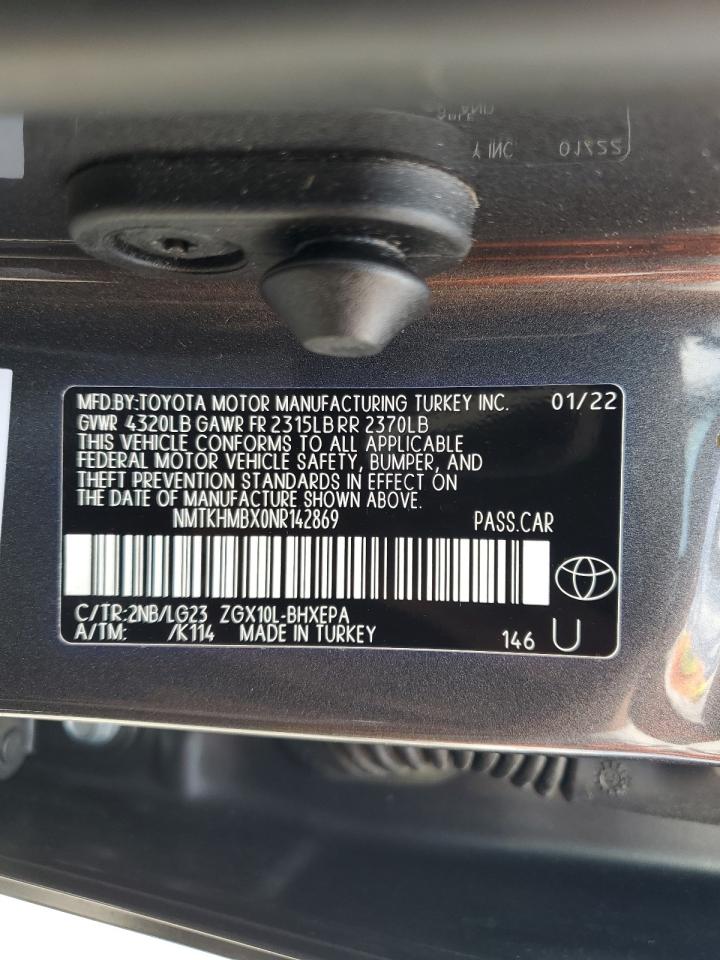 MFD.BY:TOYOTA MOTOR MANUFACTURING TURKEY INC. 01/22
GVWR 4320LB GAWR FR 2315LB RR 2370LB
THIS VEHICLE CONFORMS TO ALL APPLICABLE
FEDERAL MOTOR VEHICLE SAFETY, BUMPER, AND
THEFT PREVENTION STANDARDS IN EFFECT ON
THE DATE OF MANUFACTURE SHOWN ABOVE.
NMTKHMBX0NR142869 PASS.CAR
C/TR:2NB/LG23 ZGX10L-BHXEPA
A/TM: /K114 MADE IN TURKEY 146 U